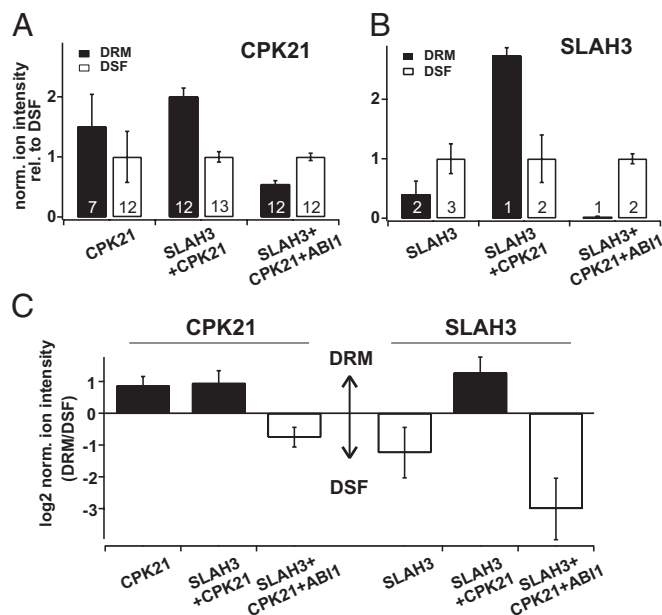 A
CPK21
DRM
DSF
norm. ion intensity
rel. to DSF
2
1
0
7
12
12
13
12
12
CPK21
SLAH3
+CPK21
SLAH3+
CPK21+ABI1
B
SLAH3
DRM
DSF
2
1
0
2
3
1
2
1
2
SLAH3
SLAH3
+CPK21
SLAH3+
CPK21+ABI1
C
CPK21
SLAH3
DRM
DSF
log2 norm. ion intensity
(DRM/DSF)
1
0
-1
-2
-3
CPK21
SLAH3
+CPK21
SLAH3+
CPK21+ABI1
SLAH3
SLAH3
+CPK21
SLAH3+
CPK21+ABI1